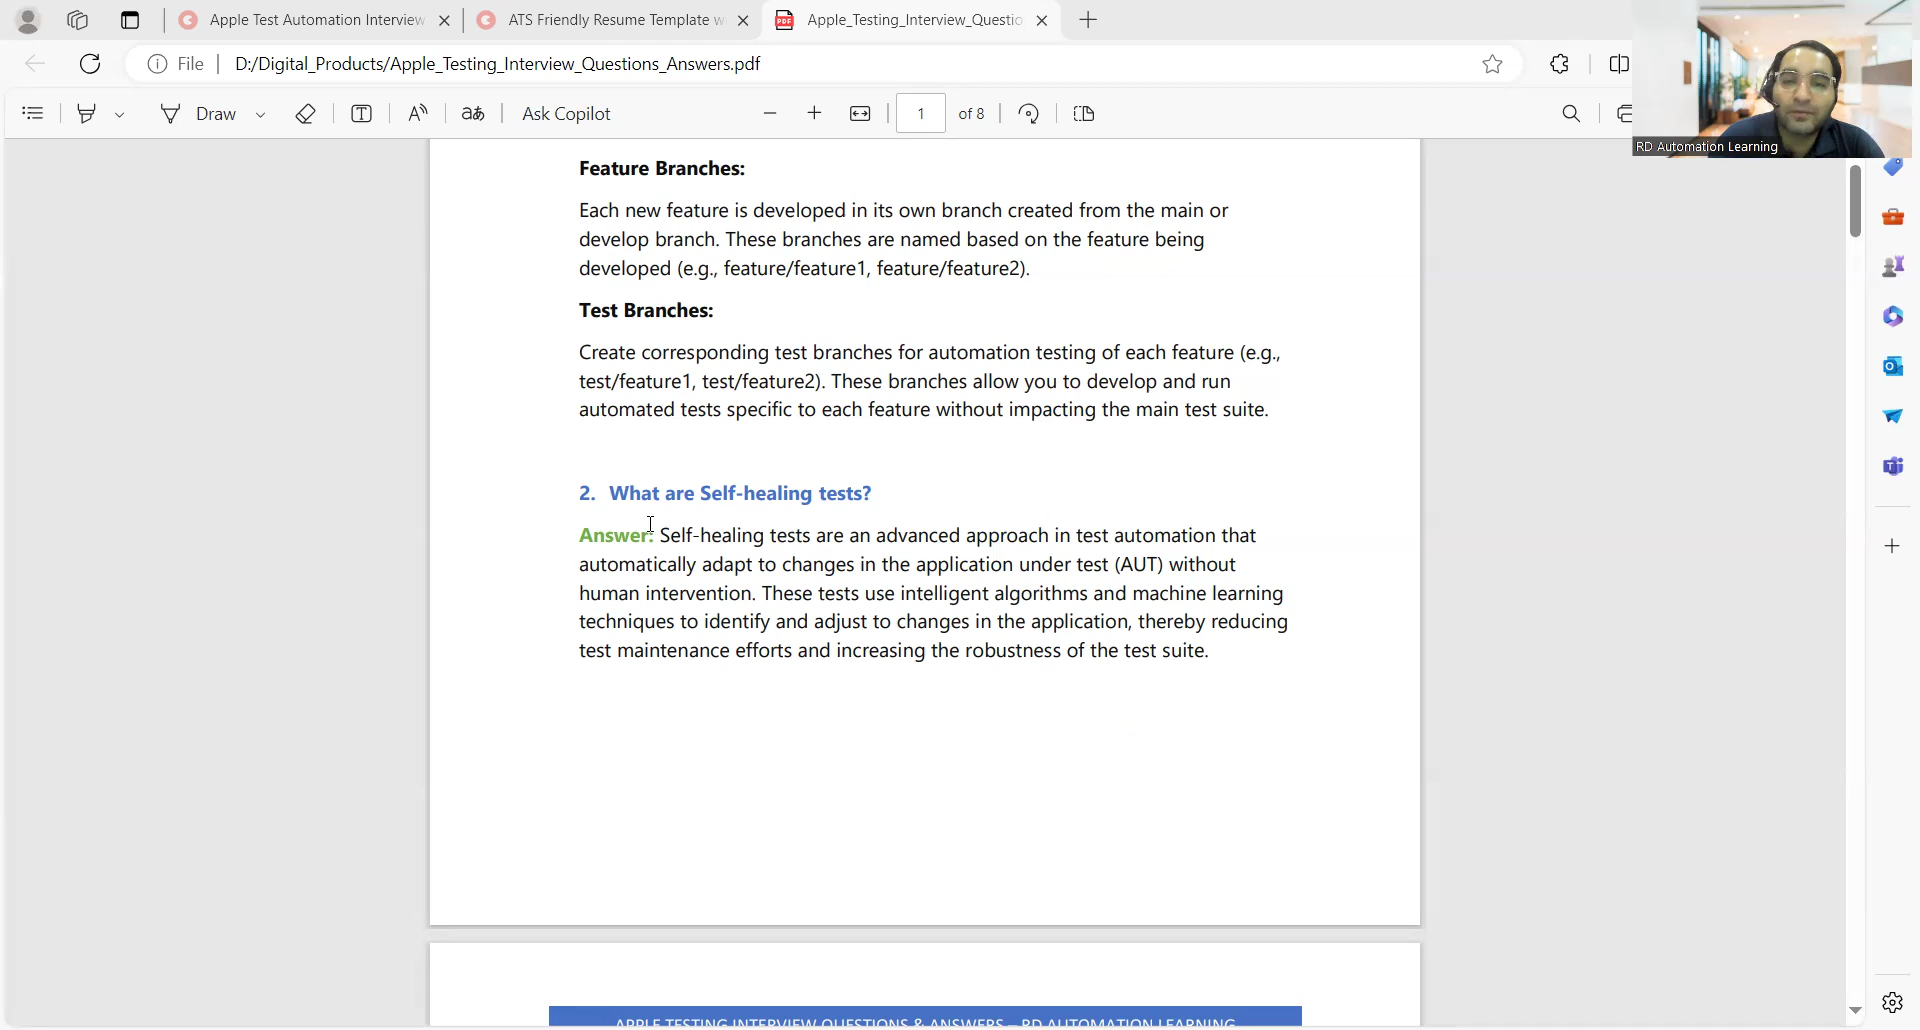 Apple Test Automation Interview
ATS Friendly Resume Template w
Apple_Testing_Interview_Questio
File
D:/Digital_Products/Apple_Testing_Interview_Questions_Answers.pdf
Draw
Ask Copilot
1
of 8
RD Automation Learning
Feature Branches:
Each new feature is developed in its own branch created from the main or
develop branch. These branches are named based on the feature being
developed (e.g., feature/feature1, feature/feature2).
Test Branches:
Create corresponding test branches for automation testing of each feature (e.g.,
test/feature1, test/feature2). These branches allow you to develop and run
automated tests specific to each feature without impacting the main test suite.
2. What are Self-healing tests?
Answer: Self-healing tests are an advanced approach in test automation that
automatically adapt to changes in the application under test (AUT) without
human intervention. These tests use intelligent algorithms and machine learning
techniques to identify and adjust to changes in the application, thereby reducing
test maintenance efforts and increasing the robustness of the test suite.
APPLE TESTING INTERVIEW QUESTIONS & ANSWERS – RD AUTOMATION LEARNING